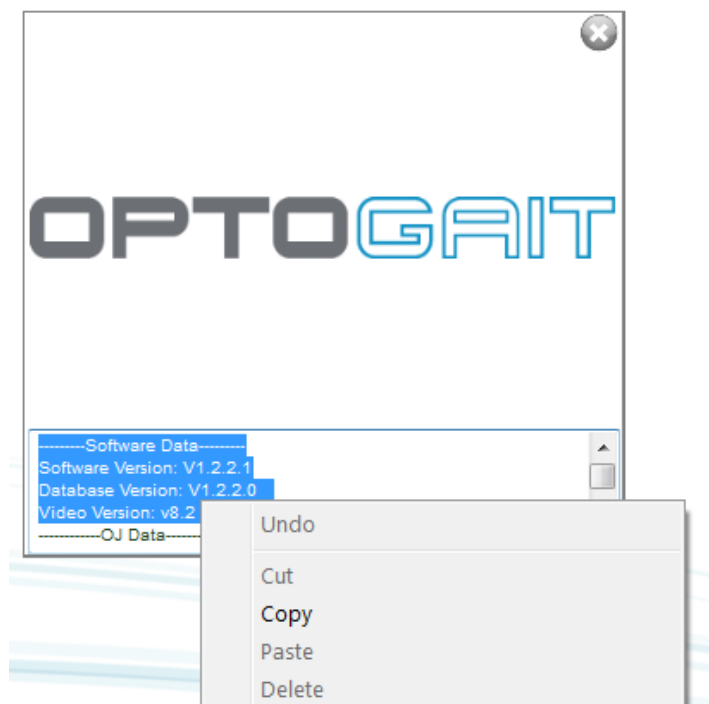 OPTOGAIT
---------Software Data---------
Software Version: V1.2.2.1
Database Version: V1.2.2.0
Video Version: v8.2
------------OJ Data-------
Undo
Cut
Copy
Paste
Delete